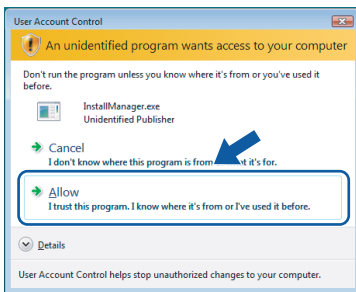 User Account Control
An unidentified program wants access to your computer
Don't run the program unless you know where it's from or you've used it
before.
InstallManager.exe
Unidentified Publisher
Cancel
I don't know where this program is from it's for.
Allow
I trust this program. I know where it's from or I've used it before.
Details
User Account Control helps stop unauthorized changes to your computer.